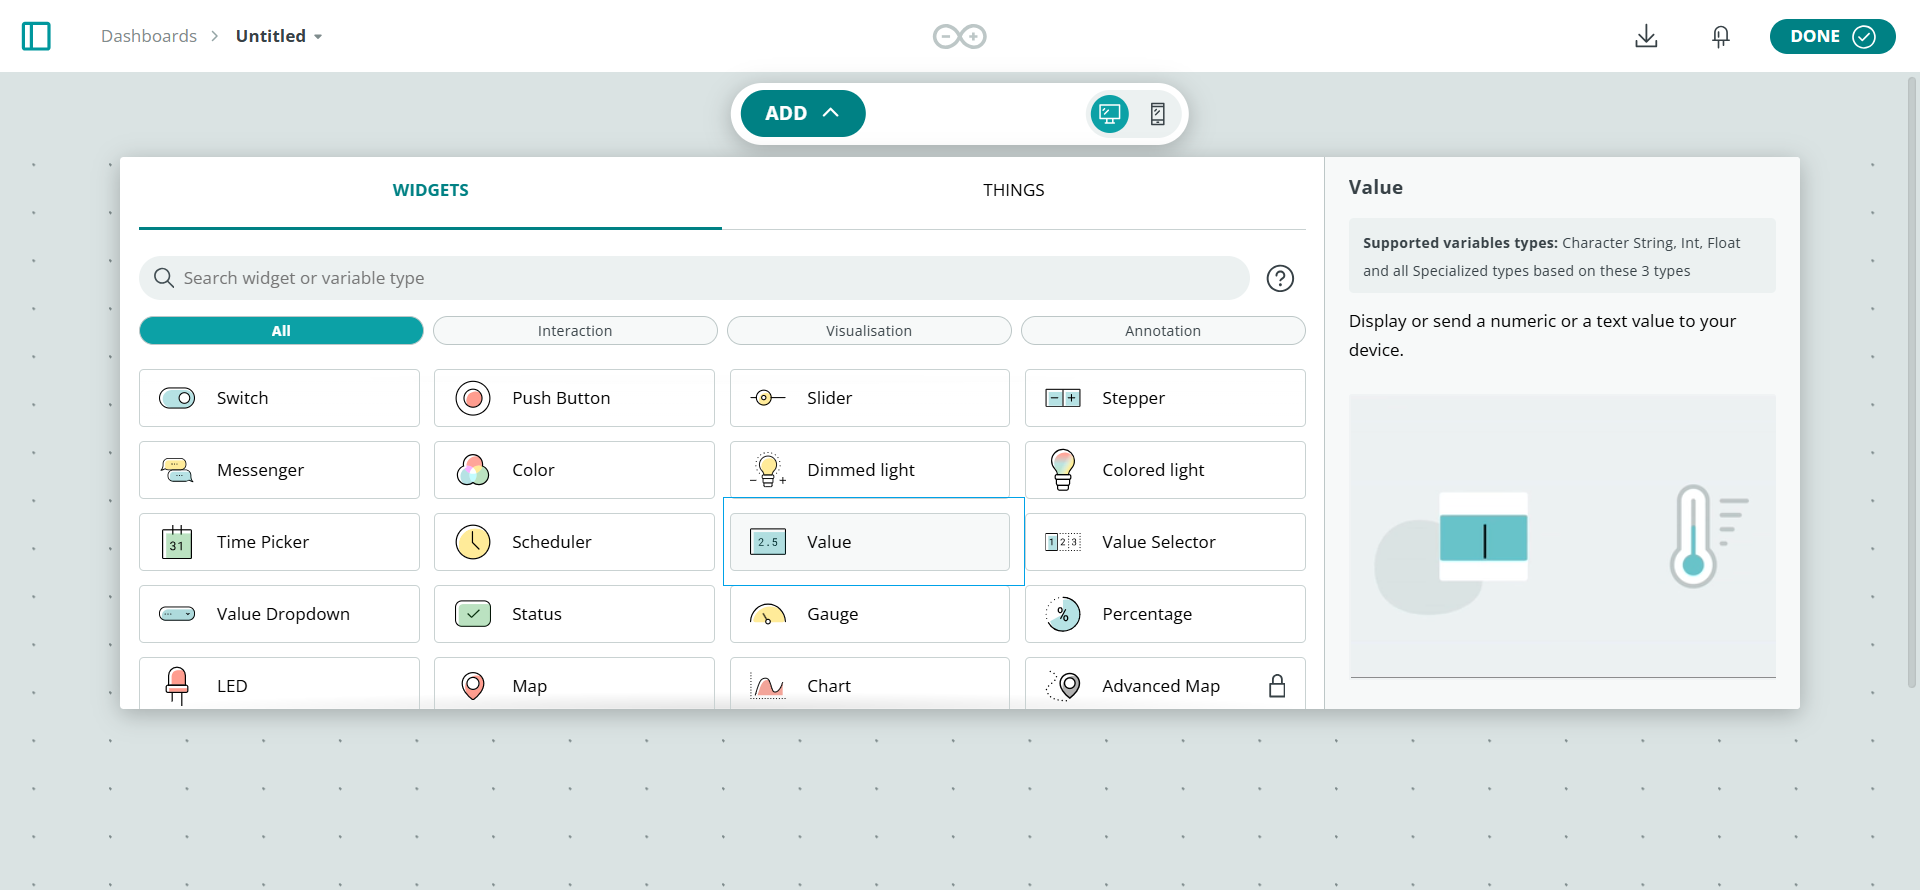 Dashboards > Untitled
DONE
ADD
WIDGETS
THINGS
Search widget or variable type
?
All
Interaction
Visualisation
Annotation
Switch
Push Button
Slider
Stepper
Messenger
Color
Dimmed light
Colored light
31
Time Picker
Scheduler
2.5
Value
1 2 3
Value Selector
Value Dropdown
Status
Gauge
%
Percentage
LED
Map
Chart
Advanced Map
Value
Supported variables types: Character String, Int, Float
and all Specialized types based on these 3 types
Display or send a numeric or a text value to your
device.